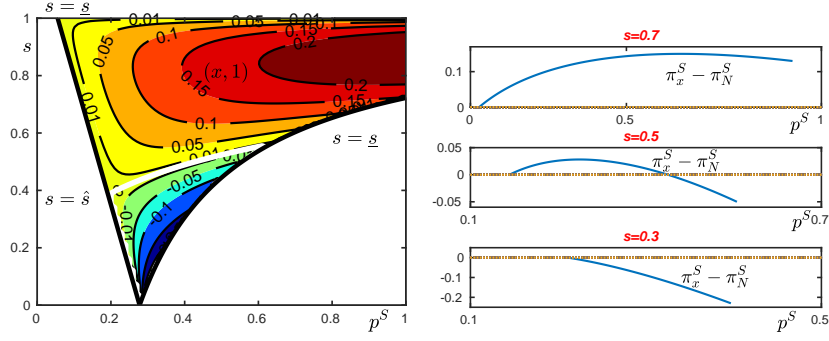 s = s
s
1
0.8
0.6
0.4
0.2
0
0 0.2 0.4 0.6 0.8 1
p^S
0.01 0.01
0.05 0.1 0.15 0.2
0.15
(x, 1)
0.2
0.15
0.1
0.05
0.01
0.01
s = s
s = ŝ
-0.05
-0.01
-0.1
s=0.7
0.1
0
0 0.5 1
π_x^S − π_N^S
p^S
s=0.5
0.05
0
-0.05
0.1 0.7
π_x^S − π_N^S
p^S
s=0.3
0
-0.1
-0.2
0.1 0.5
π_x^S − π_N^S
p^S